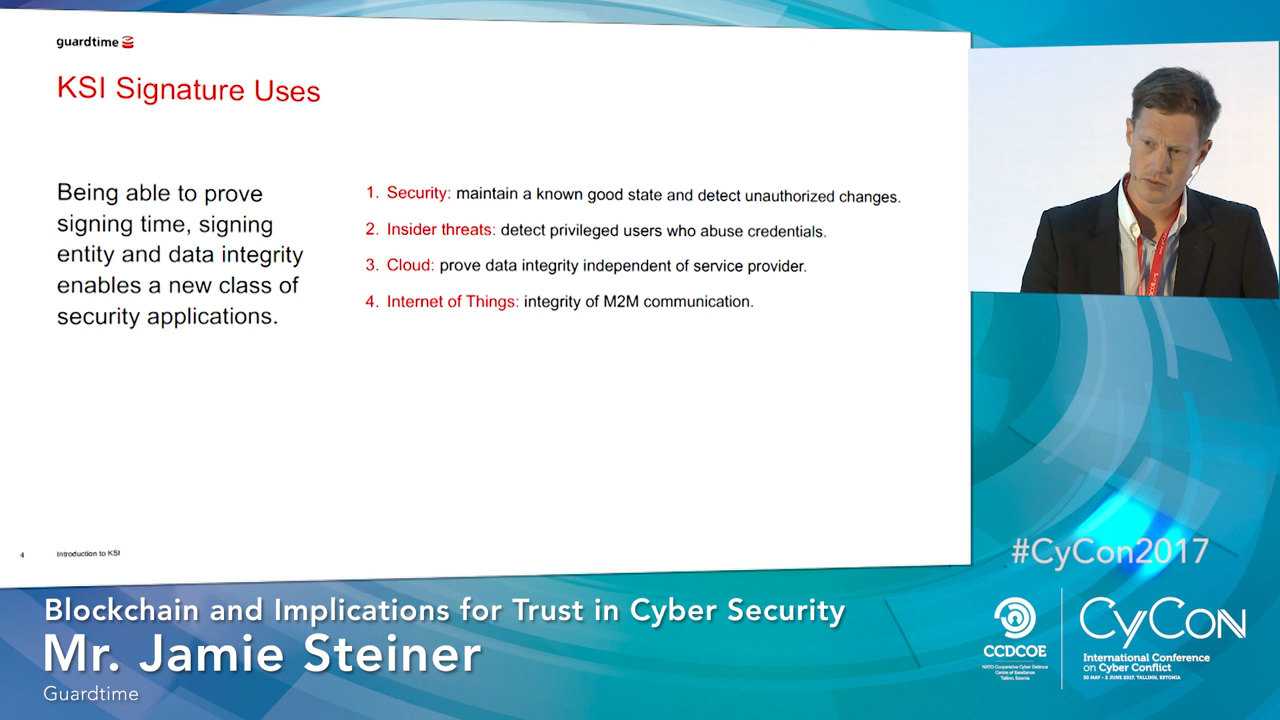 guardtime
KSI Signature Uses
Being able to prove
signing time, signing
entity and data integrity
enables a new class of
security applications.
1. Security: maintain a known good state and detect unauthorized changes.
2. Insider threats: detect privileged users who abuse credentials.
3. Cloud: prove data integrity independent of service provider.
4. Internet of Things: integrity of M2M communication.
4 Introduction to KSI
#CyCon2017
Blockchain and Implications for Trust in Cyber Security
Mr. Jamie Steiner
Guardtime
CCDCOE
NATO Cooperative Cyber Defence
Centre of Excellence
Tallinn, Estonia
CyCon
International Conference
on Cyber Conflict
30 MAY - 2 JUNE 2017, TALLINN, ESTONIA